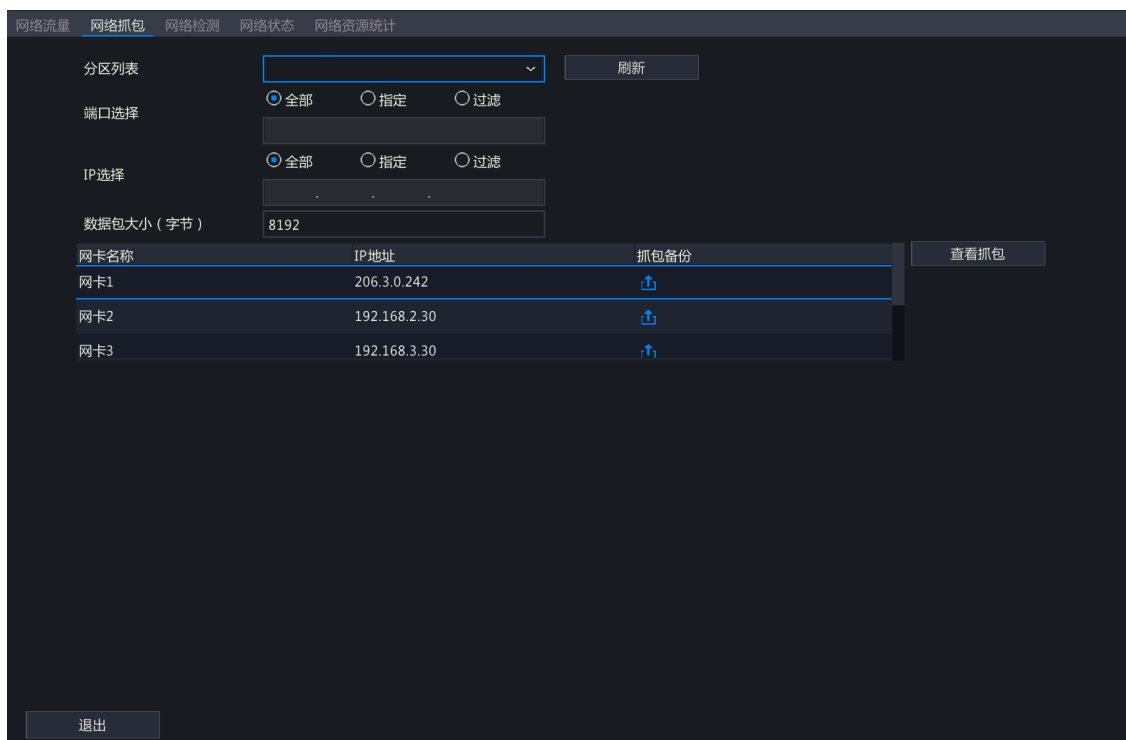 网络流量 网络抓包 网络检测 网络状态 网络资源统计
分区列表 刷新
全部 指定 过滤
端口选择
全部 指定 过滤
IP选择
. . .
数据包大小（字节） 8192
网卡名称 IP地址 抓包备份 查看抓包
网卡1 206.3.0.242
网卡2 192.168.2.30
网卡3 192.168.3.30
退出